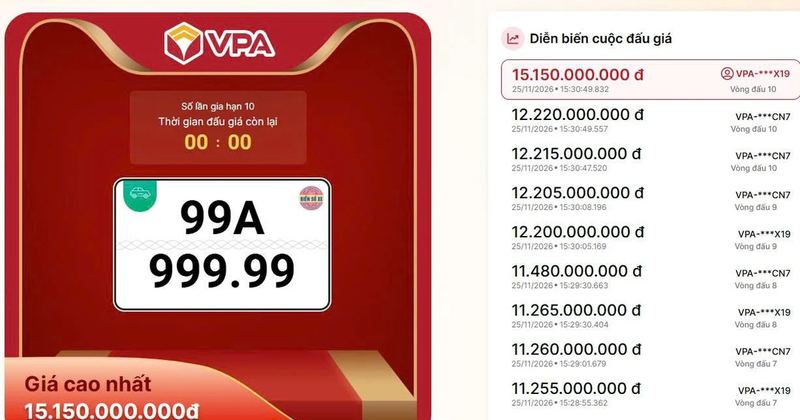 VPA
Số lần gia hạn 10
Thời gian đấu giá còn lại
00 : 00
BIỂN SỐ XE
99A
999.99
Giá cao nhất
15.150.000.000đ
Diễn biến cuộc đấu giá
15.150.000.000 đ VPA-***X19
25/11/2026 • 15:30:49.832 Vòng đấu 10
12.220.000.000 đ VPA-***CN7
25/11/2026 • 15:30:49.557 Vòng đấu 10
12.215.000.000 đ VPA-***CN7
25/11/2026 • 15:30:47.520 Vòng đấu 10
12.205.000.000 đ VPA-***CN7
25/11/2026 • 15:30:08.196 Vòng đấu 9
12.200.000.000 đ VPA-***X19
25/11/2026 • 15:30:05.169 Vòng đấu 9
11.480.000.000 đ VPA-***CN7
25/11/2026 • 15:29:30.663 Vòng đấu 8
11.265.000.000 đ VPA-***X19
25/11/2026 • 15:29:30.404 Vòng đấu 8
11.260.000.000 đ VPA-***CN7
25/11/2026 • 15:29:01.679 Vòng đấu 7
11.255.000.000 đ VPA-***X19
25/11/2026 • 15:28:55.362 Vòng đấu 7